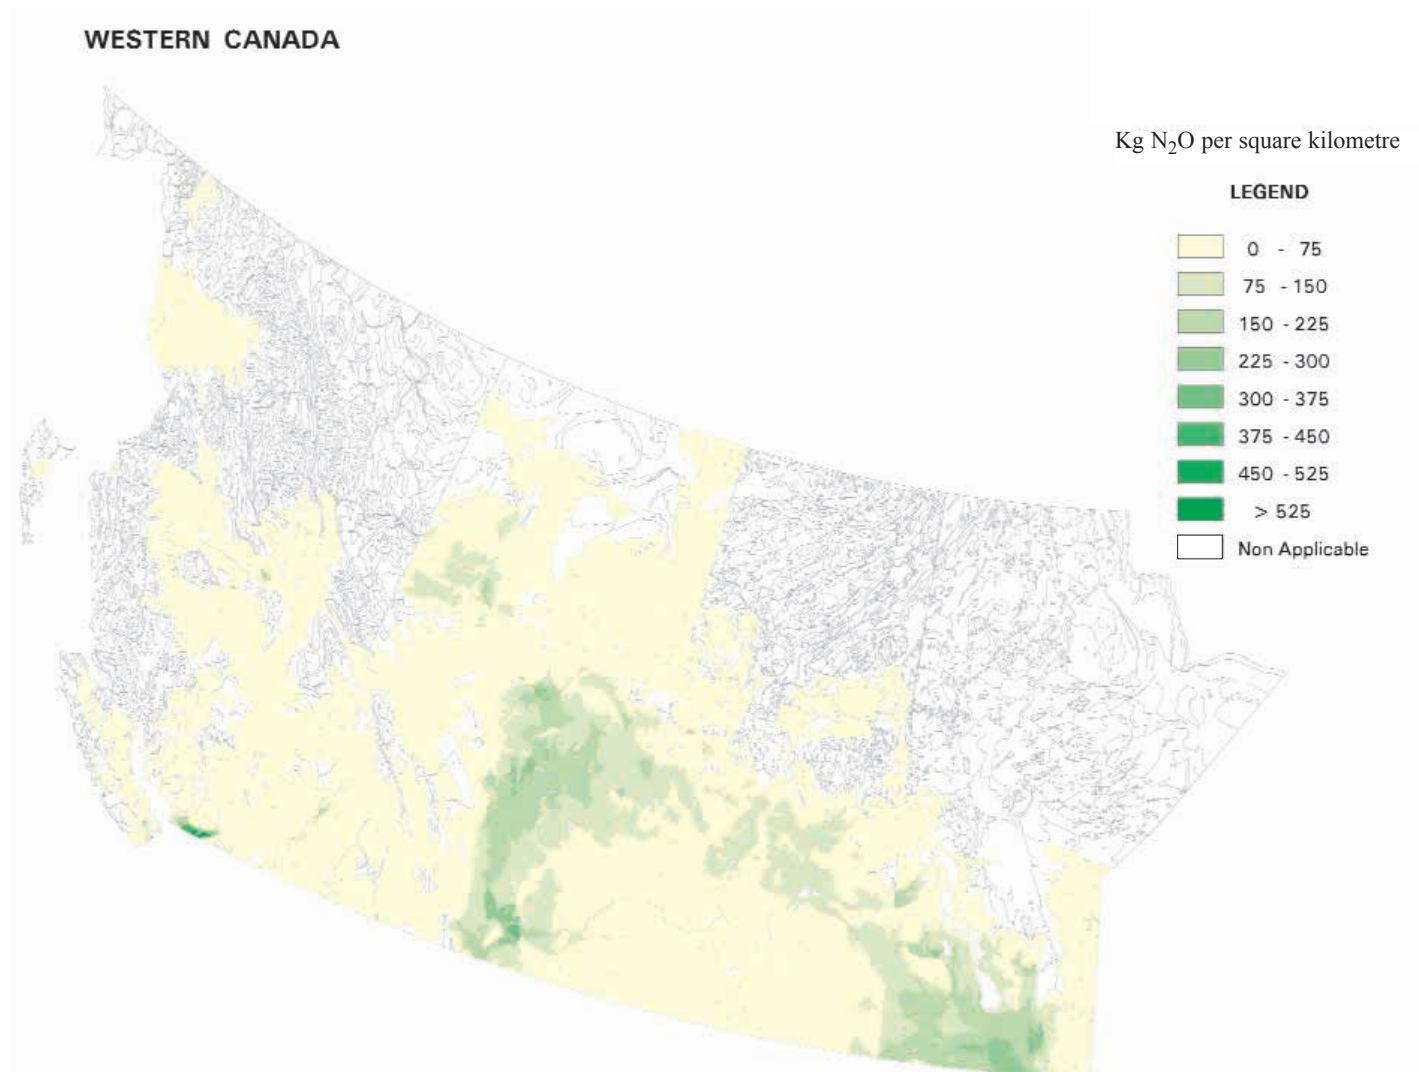 WESTERN CANADA
Kg N₂O per square kilometre
LEGEND
0 - 75
75 - 150
150 - 225
225 - 300
300 - 375
375 - 450
450 - 525
> 525
Non Applicable